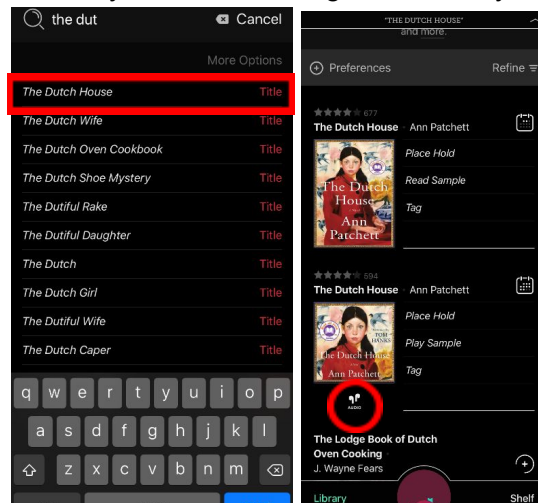 the dut Cancel
More Options
The Dutch House Title
The Dutch Wife Title
The Dutch Oven Cookbook Title
The Dutch Shoe Mystery Title
The Dutiful Rake Title
The Dutiful Daughter Title
The Dutch Title
The Dutch Girl Title
The Dutiful Wife Title
The Dutch Caper Title
q w e r t y u i o p
a s d f g h j k l
z x c v b n m
"THE DUTCH HOUSE"
and more.
Preferences Refine
677
The Dutch House Ann Patchett
Place Hold
Read Sample
Tag
The Dutch
House
Ann
Patchett
594
The Dutch House Ann Patchett
Place Hold
Play Sample
Tag
TOM
HANKS
The Dutch House
Ann Patchett
AUDIO
The Lodge Book of Dutch
Oven Cooking
J. Wayne Fears
Library Shelf